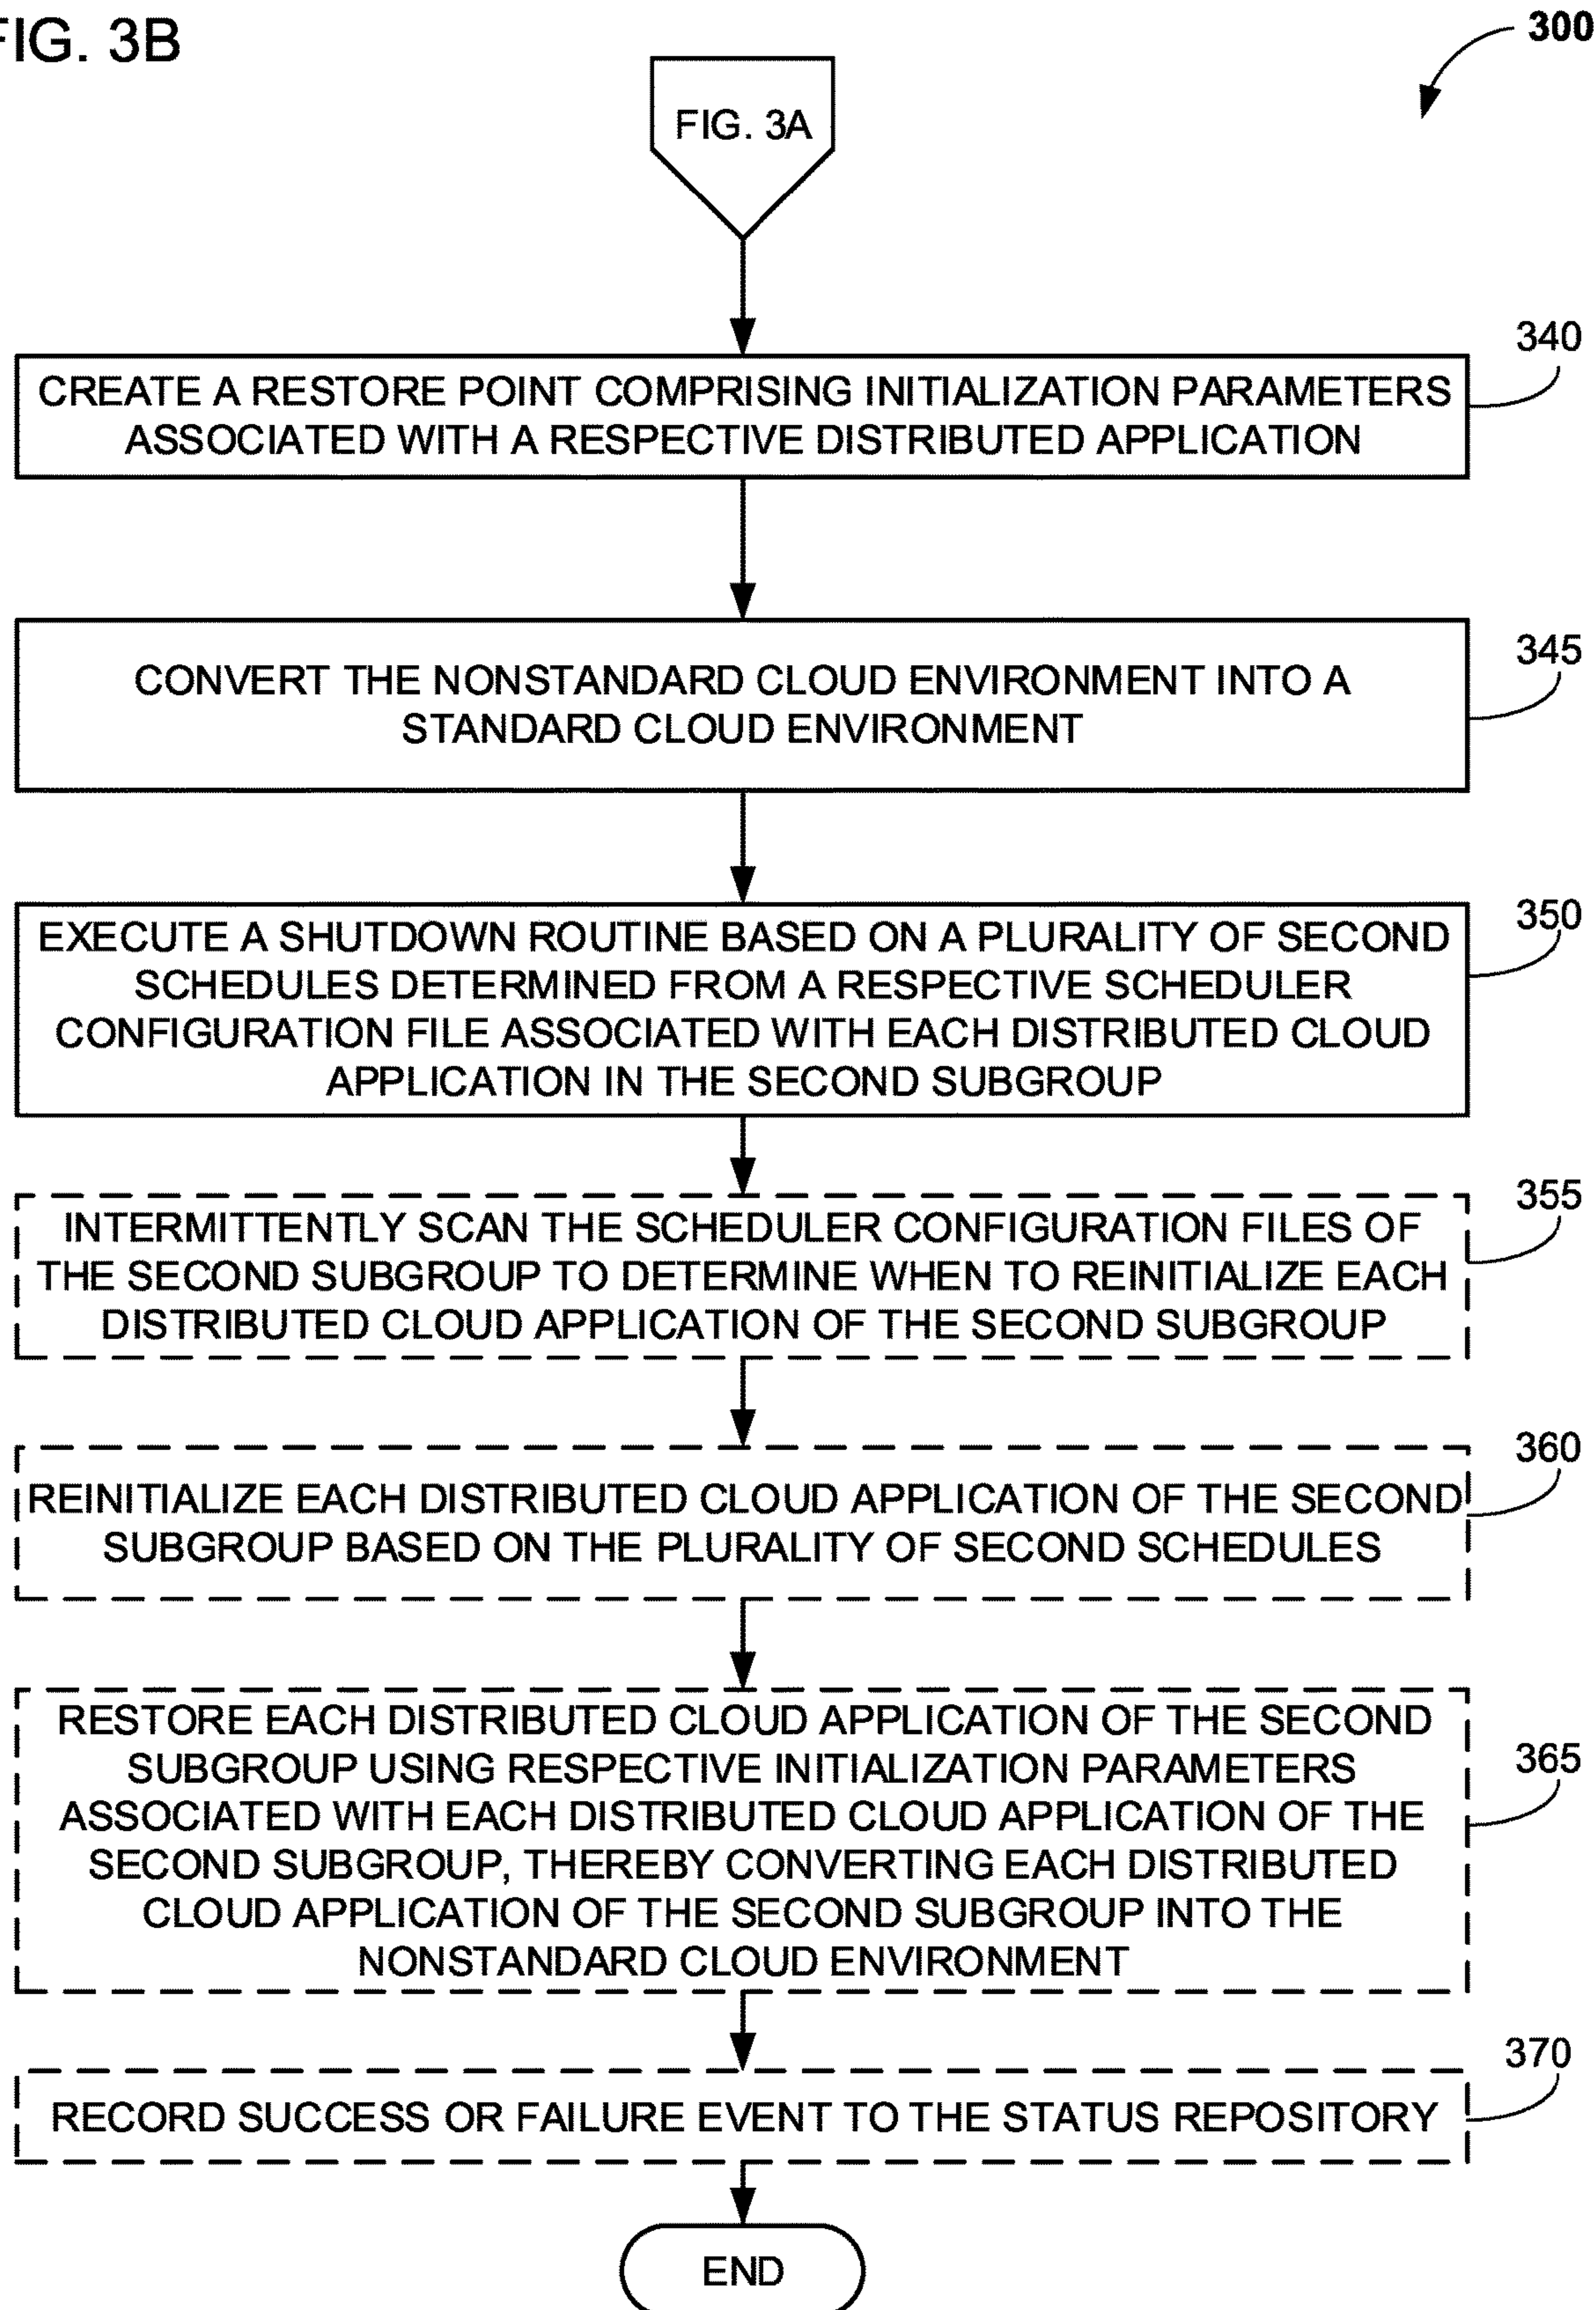 FIG. 3B
300
FIG. 3A
340
CREATE A RESTORE POINT COMPRISING INITIALIZATION PARAMETERS
ASSOCIATED WITH A RESPECTIVE DISTRIBUTED APPLICATION
345
CONVERT THE NONSTANDARD CLOUD ENVIRONMENT INTO A
STANDARD CLOUD ENVIRONMENT
350
EXECUTE A SHUTDOWN ROUTINE BASED ON A PLURALITY OF SECOND
SCHEDULES DETERMINED FROM A RESPECTIVE SCHEDULER
CONFIGURATION FILE ASSOCIATED WITH EACH DISTRIBUTED CLOUD
APPLICATION IN THE SECOND SUBGROUP
355
INTERMITTENTLY SCAN THE SCHEDULER CONFIGURATION FILES OF
THE SECOND SUBGROUP TO DETERMINE WHEN TO REINITIALIZE EACH
DISTRIBUTED CLOUD APPLICATION OF THE SECOND SUBGROUP
360
REINITIALIZE EACH DISTRIBUTED CLOUD APPLICATION OF THE SECOND
SUBGROUP BASED ON THE PLURALITY OF SECOND SCHEDULES
365
RESTORE EACH DISTRIBUTED CLOUD APPLICATION OF THE SECOND
SUBGROUP USING RESPECTIVE INITIALIZATION PARAMETERS
ASSOCIATED WITH EACH DISTRIBUTED CLOUD APPLICATION OF THE
SECOND SUBGROUP, THEREBY CONVERTING EACH DISTRIBUTED
CLOUD APPLICATION OF THE SECOND SUBGROUP INTO THE
NONSTANDARD CLOUD ENVIRONMENT
370
RECORD SUCCESS OR FAILURE EVENT TO THE STATUS REPOSITORY
END